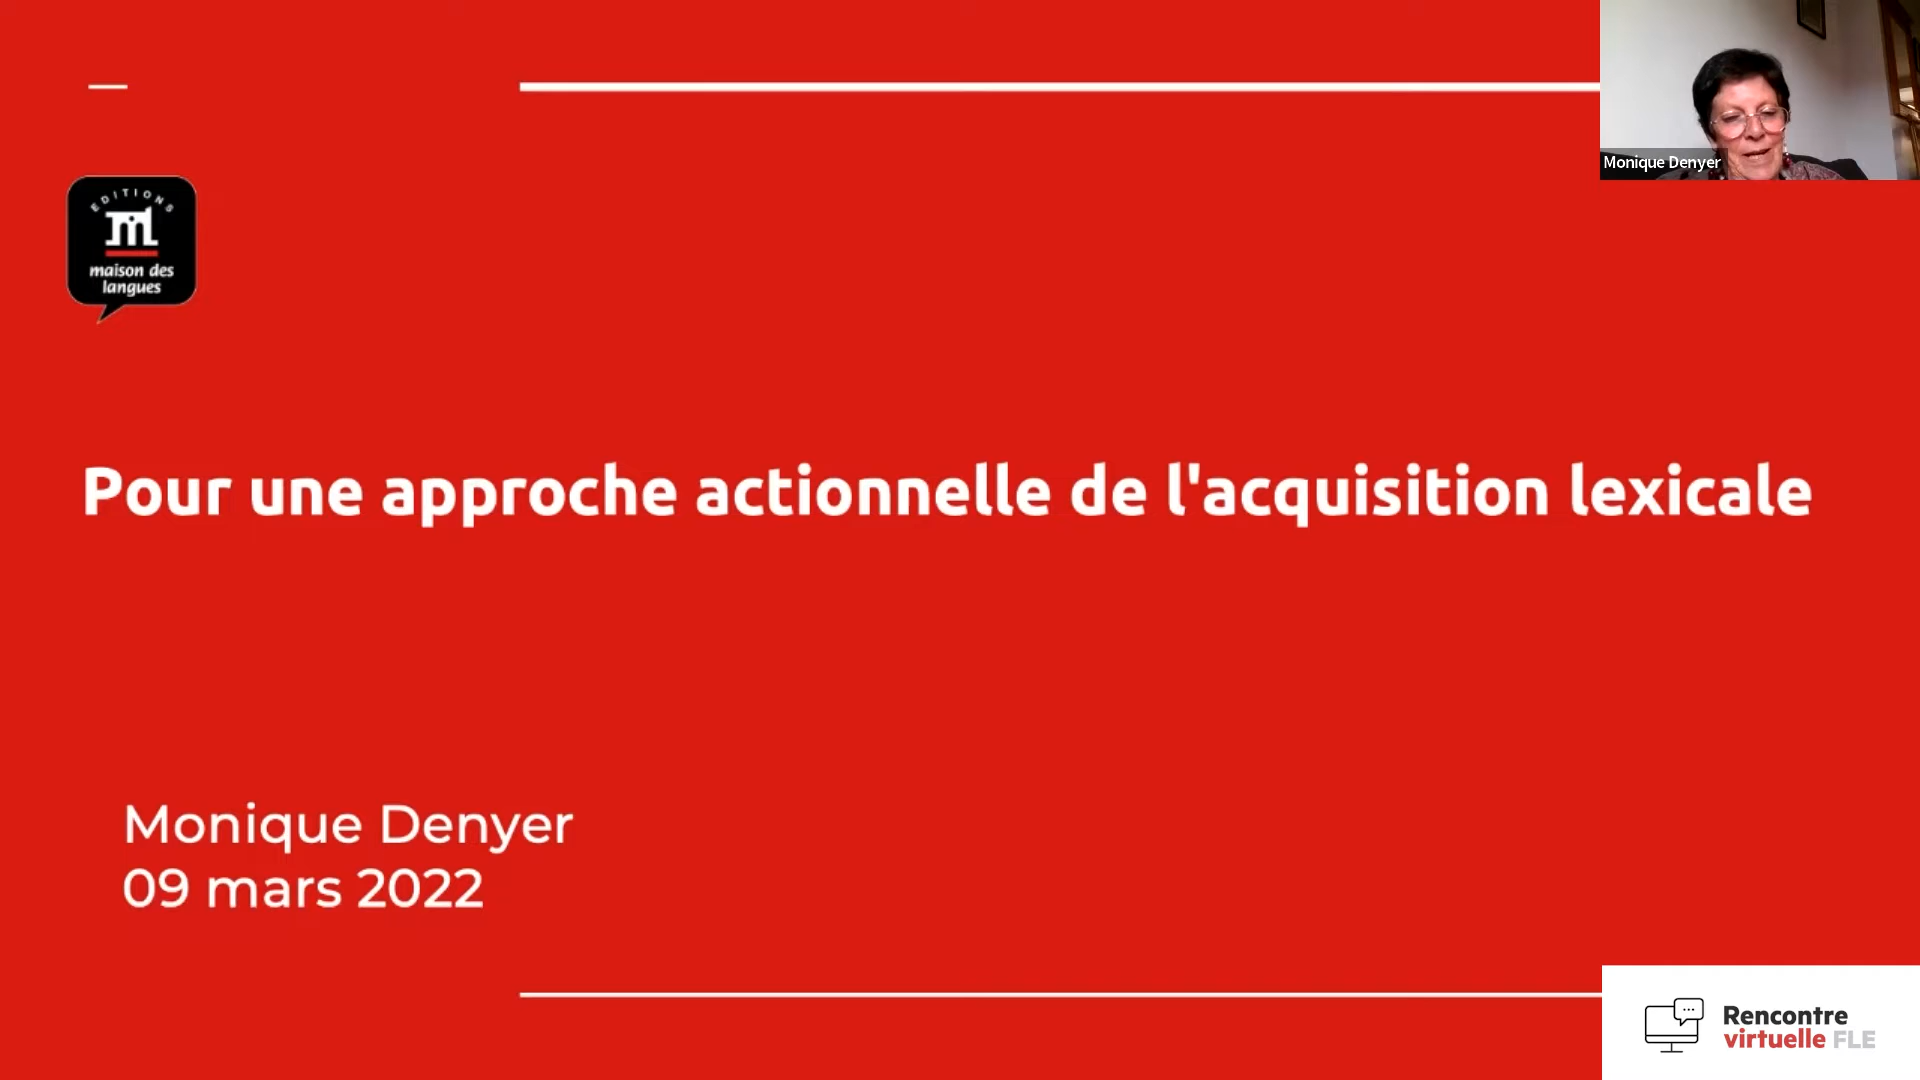 Monique Denyer
EDITIONS
maison des
langues
Pour une approche actionnelle de l'acquisition lexicale
Monique Denyer
09 mars 2022
Rencontre
virtuelle FLE